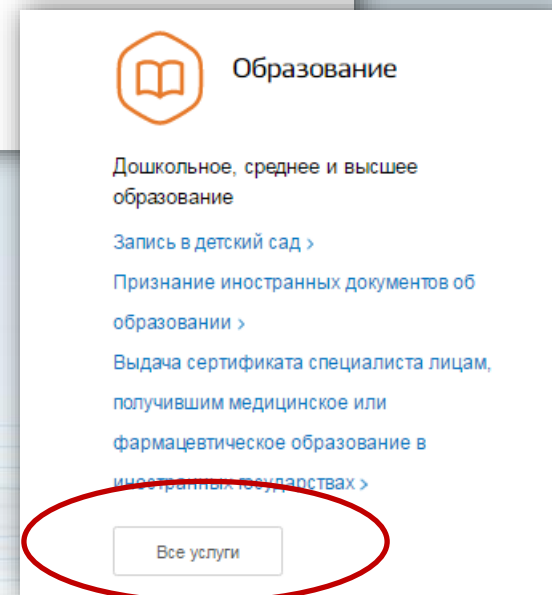 Образование
Дошкольное, среднее и высшее
образование
Запись в детский сад >
Признание иностранных документов об
образовании >
Выдача сертификата специалиста лицам,
получившим медицинское или
фармацевтическое образование в
иностранных государствах >
Все услуги